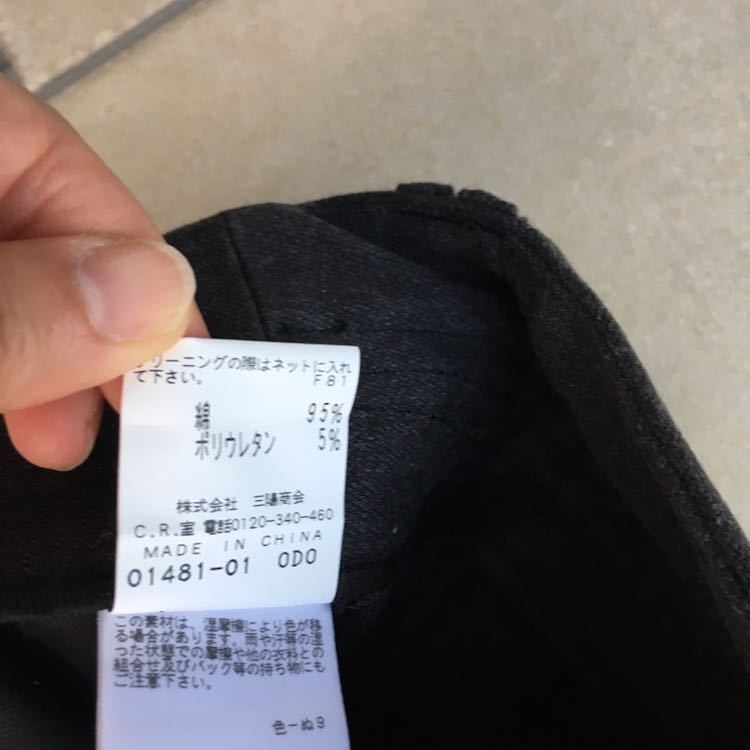 クリーニングの際はネットに入れ
て下さい。 F81
綿 95%
ポリウレタン 5%
株式会社 三陽商会
C.R.室 電話0120-340-460
MADE IN CHINA
01481-01 0D0
この素材は、湿摩擦により色が移
る場合があります。雨や汗等の湿
った状態での摩擦や他の衣料との
組合せ及びバック等の持ち物にも
ご注意下さい。
色-ぬ9